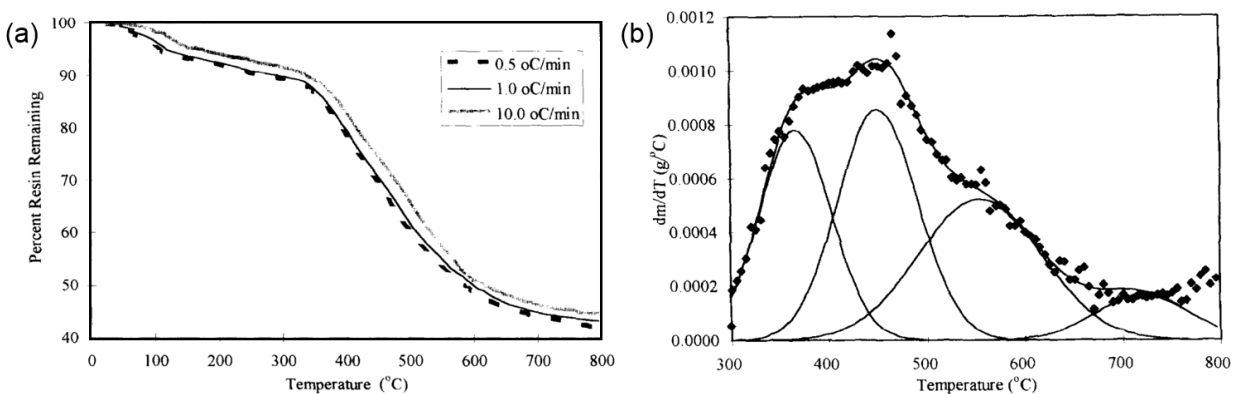 (a)
100
90
80
70
60
50
40
Percent Resin Remaining
0.5 oC/min
1.0 oC/min
10.0 oC/min
0 100 200 300 400 500 600 700 800
Temperature (°C)
(b)
0.0012
0.0010
0.0008
0.0006
0.0004
0.0002
0.0000
dm/dT (g/°C)
300 400 500 600 700 800
Temperature (°C)